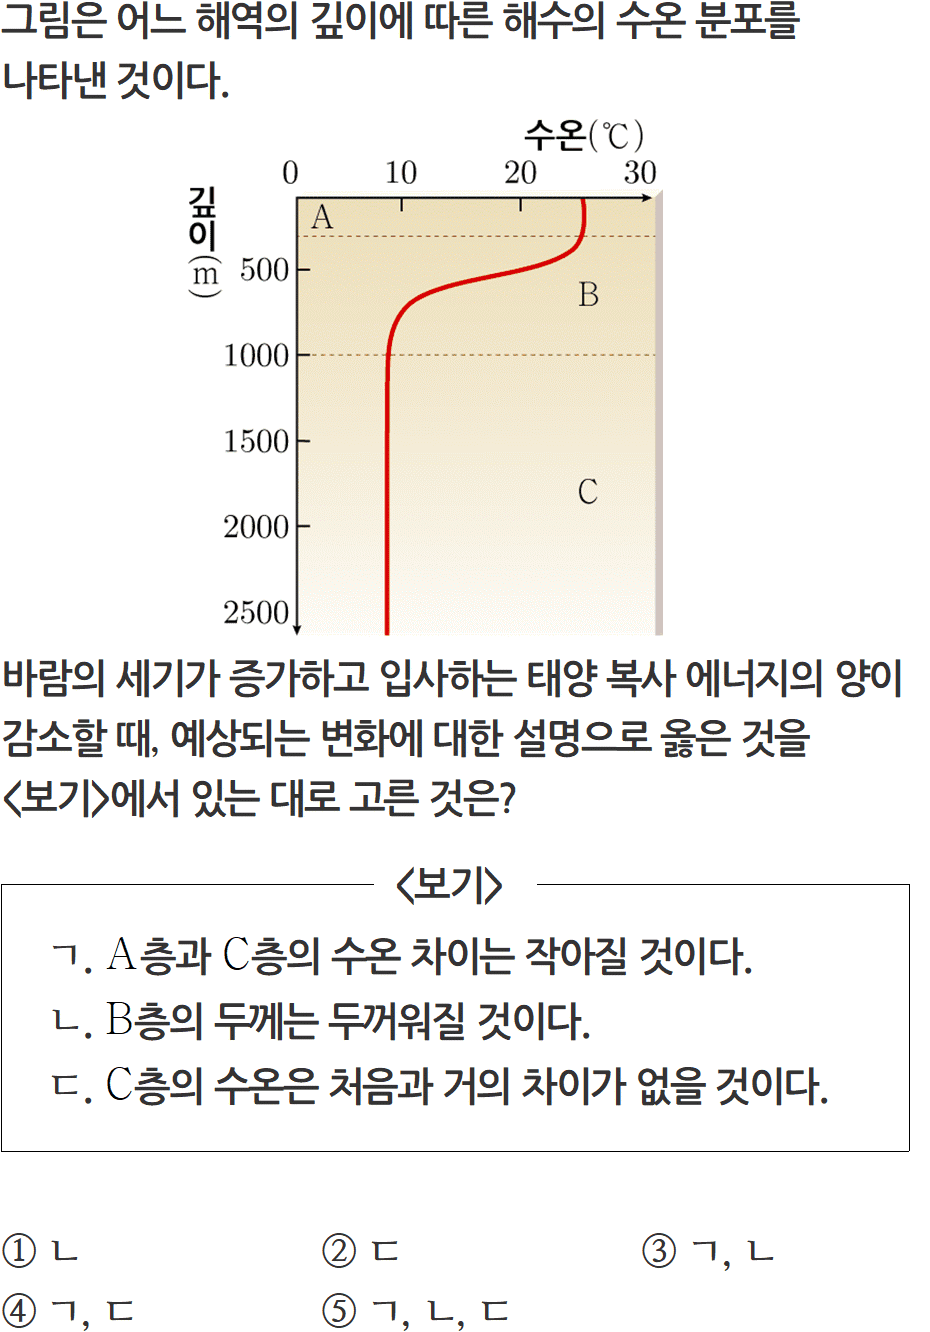 그림은 어느 해역의 깊이에 따른 해수의 수온 분포를
나타낸 것이다.
수온(℃)
0 10 20 30
깊이(m)
A
500
B
1000
1500
C
2000
2500
바람의 세기가 증가하고 입사하는 태양 복사 에너지의 양이
감소할 때, 예상되는 변화에 대한 설명으로 옳은 것을
<보기>에서 있는 대로 고른 것은?
<보기>
ㄱ. A층과 C층의 수온 차이는 작아질 것이다.
ㄴ. B층의 두께는 두꺼워질 것이다.
ㄷ. C층의 수온은 처음과 거의 차이가 없을 것이다.
① ㄴ ② ㄷ ③ ㄱ, ㄴ
④ ㄱ, ㄷ ⑤ ㄱ, ㄴ, ㄷ